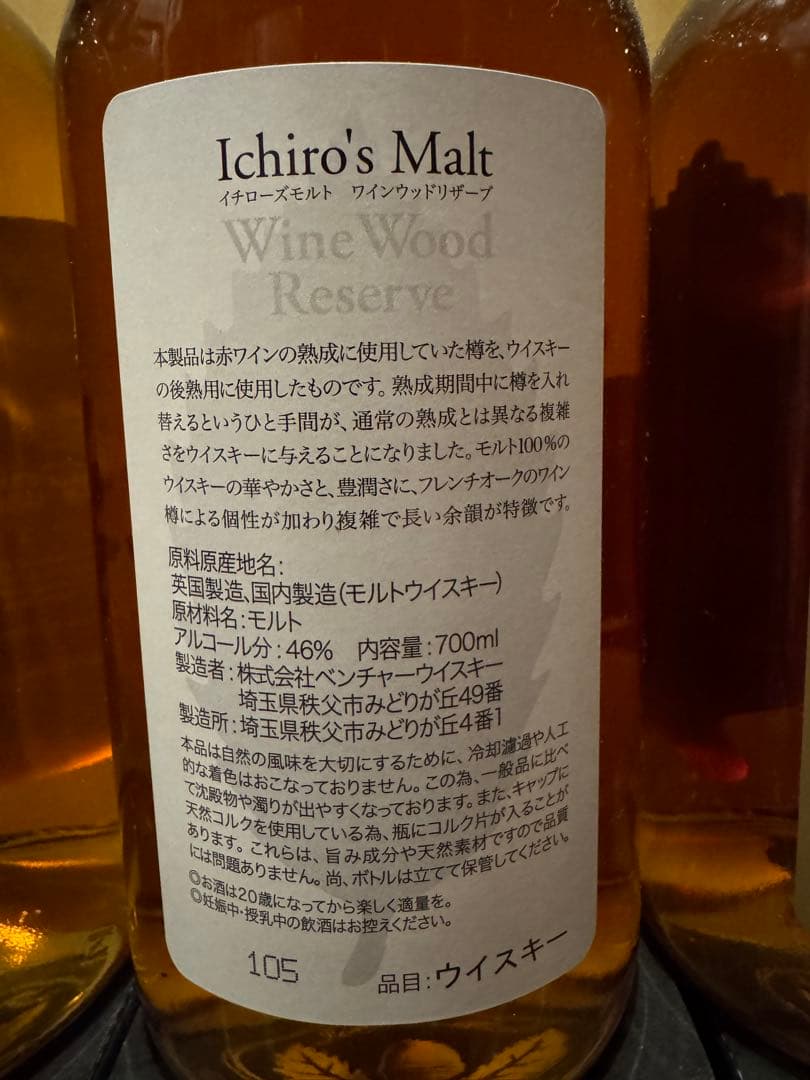 Ichiro's Malt
イチローズモルト　ワインウッドリザーブ
Wine Wood
Reserve
本製品は赤ワインの熟成に使用していた樽を、ウイスキー
の後熟用に使用したものです。熟成期間中に樽を入れ
替えるというひと手間が、通常の熟成とは異なる複雑
さをウイスキーに与えることになりました。モルト100%の
ウイスキーの華やかさと、豊潤さに、フレンチオークのワイン
樽による個性が加わり、複雑で長い余韻が特徴です。
原料原産地名：
英国製造、国内製造（モルトウイスキー）
原材料名：モルト
アルコール分：46%　内容量：700ml
製造者：株式会社ベンチャーウイスキー
埼玉県秩父市みどりが丘49番
製造所：埼玉県秩父市みどりが丘4番1
本品は自然の風味を大切にするために、冷却濾過や人工
的な着色はおこなっておりません。この為、一般品に比べ
て沈殿物や濁りが出やすくなっております。また、キャップに
天然コルクを使用している為、瓶にコルク片が入ることが
あります。これらは、旨み成分や天然素材ですので品質
には問題ありません。尚、ボトルは立てて保管してください。
◎お酒は20歳になってから楽しく適量を。
◎妊娠中・授乳中の飲酒はお控えください。
105
品目：ウイスキー